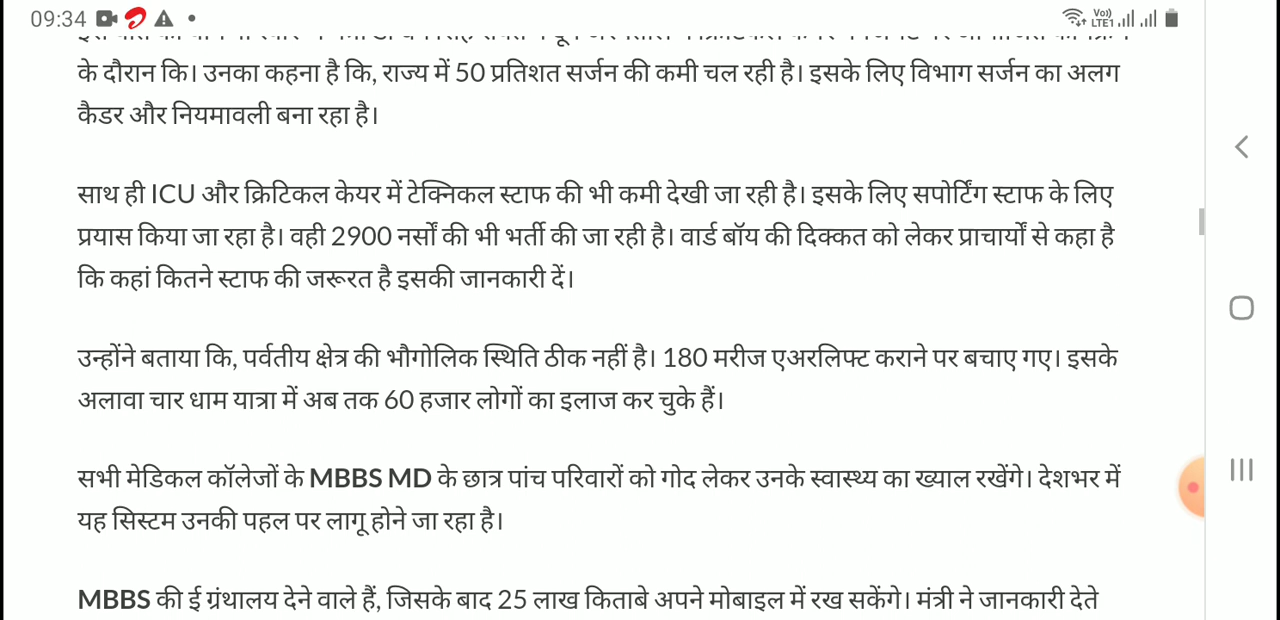 09:34
Vo)) LTE1
के दौरान कि। उनका कहना है कि, राज्य में 50 प्रतिशत सर्जन की कमी चल रही है। इसके लिए विभाग सर्जन का अलग
कैडर और नियमावली बना रहा है।
साथ ही ICU और क्रिटिकल केयर में टेक्निकल स्टाफ की भी कमी देखी जा रही है। इसके लिए सपोर्टिंग स्टाफ के लिए
प्रयास किया जा रहा है। वही 2900 नर्सों की भी भर्ती की जा रही है। वार्ड बॉय की दिक्कत को लेकर प्राचार्यों से कहा है
कि कहां कितने स्टाफ की जरूरत है इसकी जानकारी दें।
उन्होंने बताया कि, पर्वतीय क्षेत्र की भौगोलिक स्थिति ठीक नहीं है। 180 मरीज एअरलिफ्ट कराने पर बचाए गए। इसके
अलावा चार धाम यात्रा में अब तक 60 हजार लोगों का इलाज कर चुके हैं।
सभी मेडिकल कॉलेजों के MBBS MD के छात्र पांच परिवारों को गोद लेकर उनके स्वास्थ्य का ख्याल रखेंगे। देशभर में
यह सिस्टम उनकी पहल पर लागू होने जा रहा है।
MBBS की ई ग्रंथालय देने वाले हैं, जिसके बाद 25 लाख किताबे अपने मोबाइल में रख सकेंगे। मंत्री ने जानकारी देते